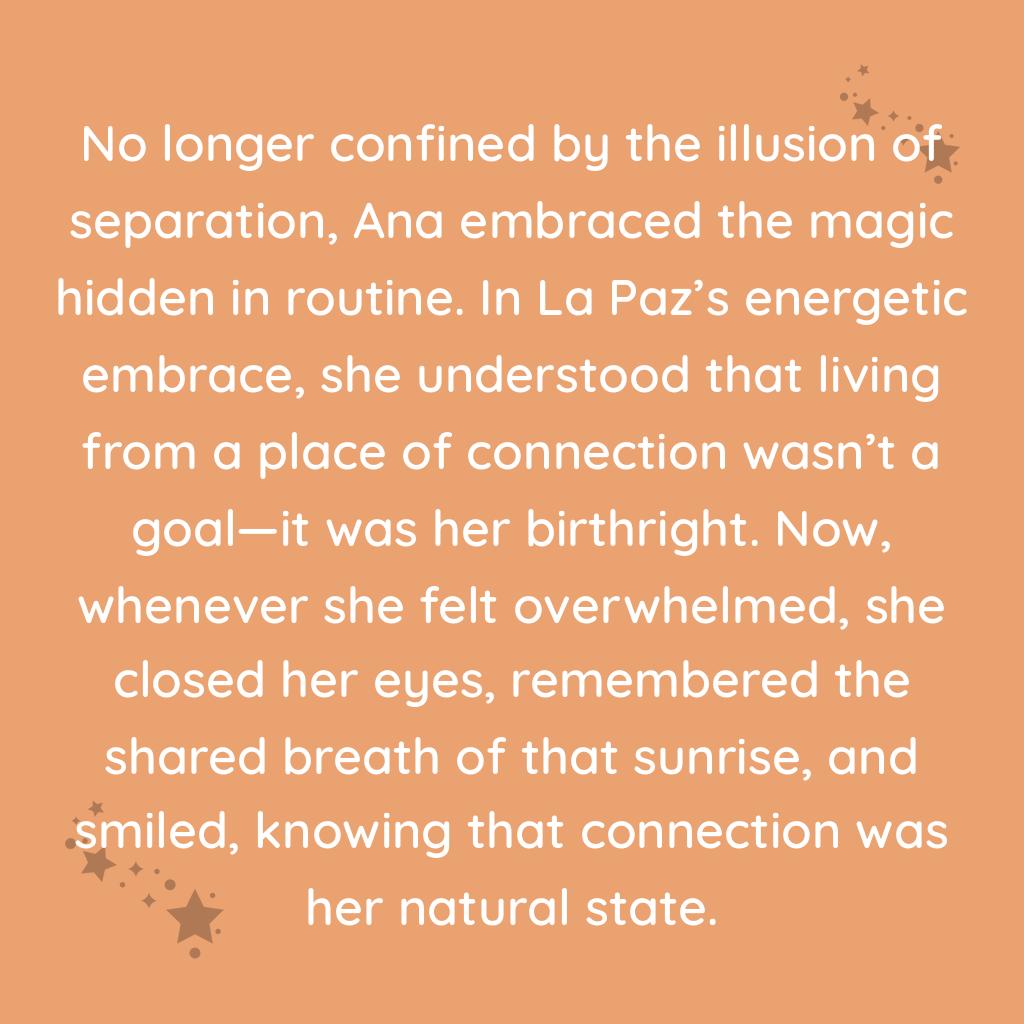 No longer confined by the illusion of
separation, Ana embraced the magic
hidden in routine. In La Paz’s energetic
embrace, she understood that living
from a place of connection wasn’t a
goal—it was her birthright. Now,
whenever she felt overwhelmed, she
closed her eyes, remembered the
shared breath of that sunrise, and
smiled, knowing that connection was
her natural state.